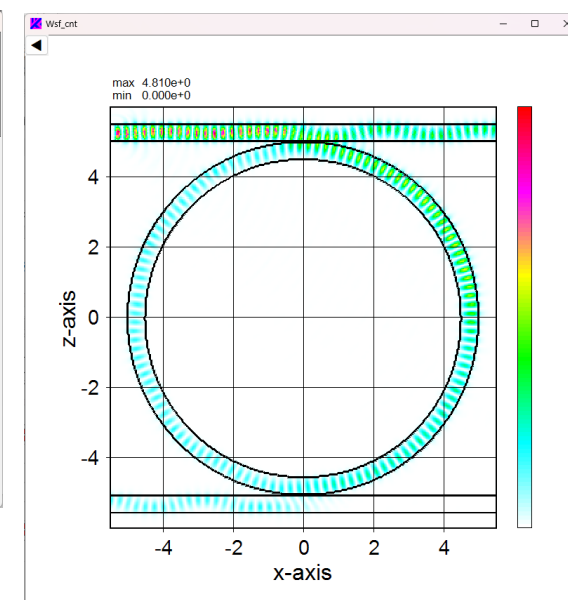 Wsf_cnt
max 4.810e+0
min 0.000e+0
4
2
0
-2
-4
z-axis
-4 -2 0 2 4
x-axis